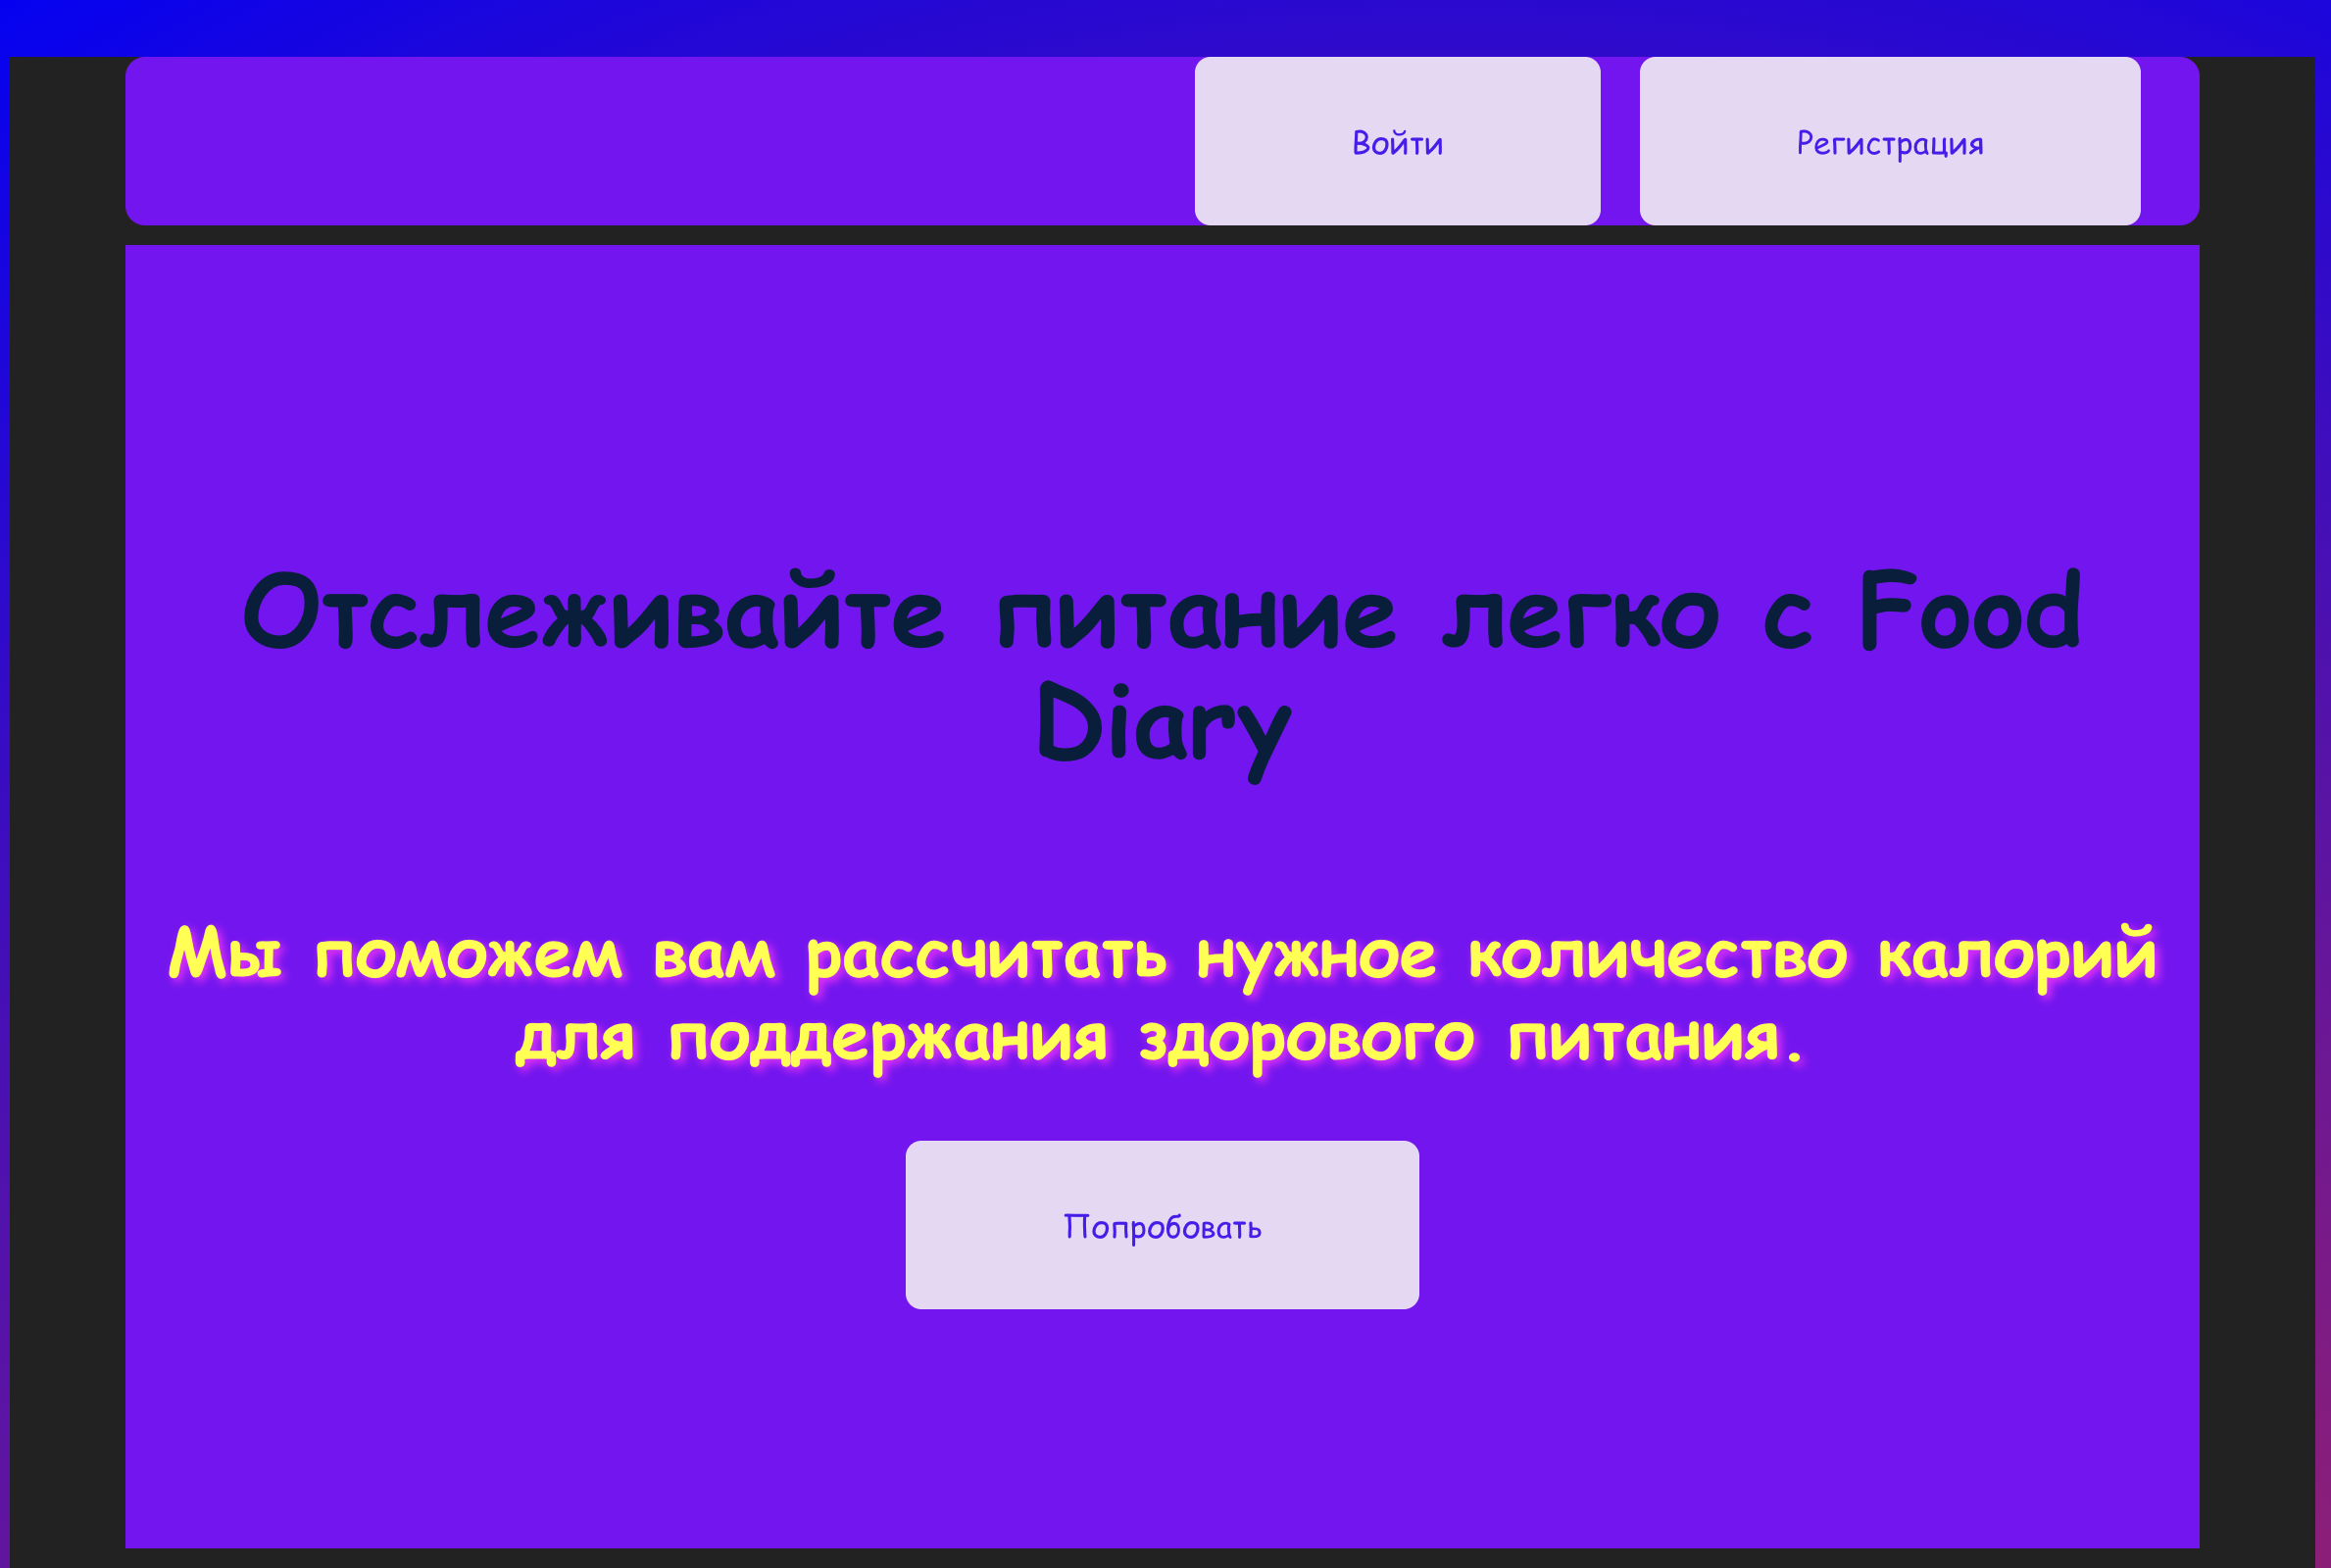 Войти
Регистрация
Отслеживайте питание легко с Food
Diary
Мы поможем вам рассчитать нужное количество калорий
для поддержания здорового питания.
Попробовать